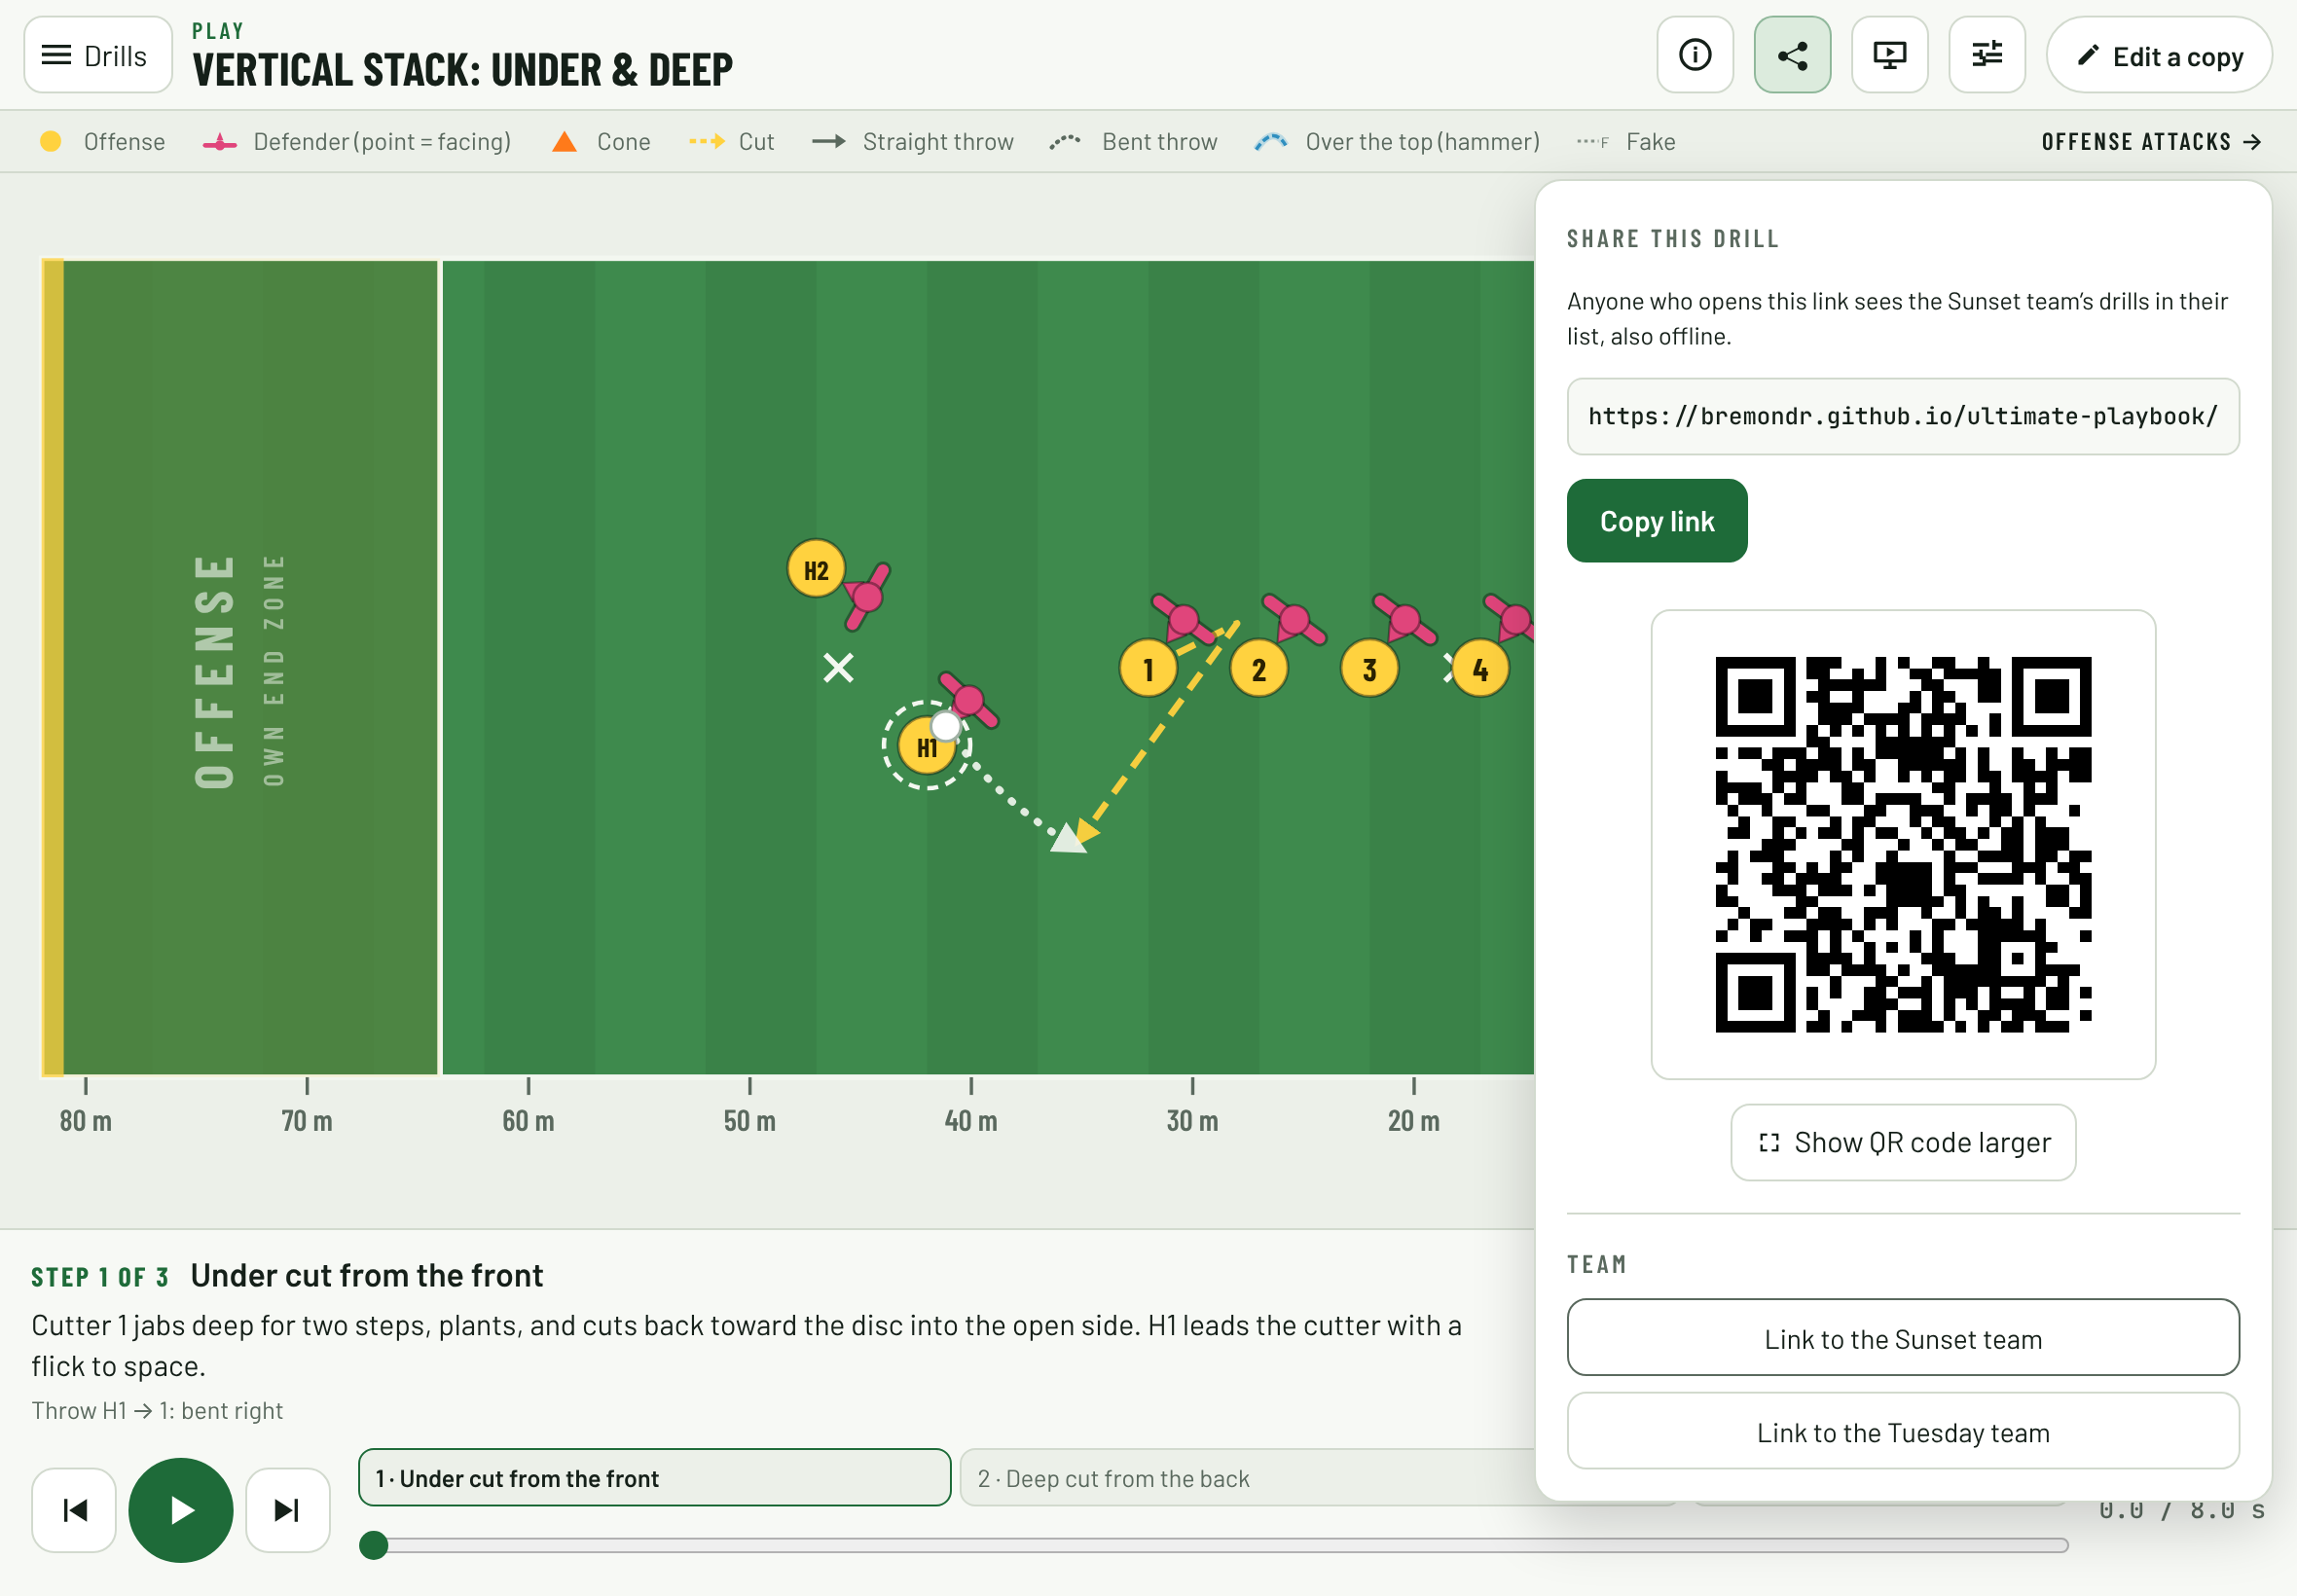 Drills
PLAY
VERTICAL STACK: UNDER & DEEP
Edit a copy
Offense
Defender (point = facing)
Cone
Cut
Straight throw
Bent throw
Over the top (hammer)
F
Fake
OFFENSE ATTACKS →
OFFENSE
OWN END ZONE
H2
H1
1
2
3
4
80 m
70 m
60 m
50 m
40 m
30 m
20 m
SHARE THIS DRILL
Anyone who opens this link sees the Sunset team’s drills in their
list, also offline.
https://bremondr.github.io/ultimate-playbook/
Copy link
Show QR code larger
TEAM
Link to the Sunset team
Link to the Tuesday team
STEP 1 OF 3 Under cut from the front
Cutter 1 jabs deep for two steps, plants, and cuts back toward the disc into the open side. H1 leads the cutter with a
flick to space.
Throw H1 → 1: bent right
1 · Under cut from the front
2 · Deep cut from the back
0.0 / 8.0 s